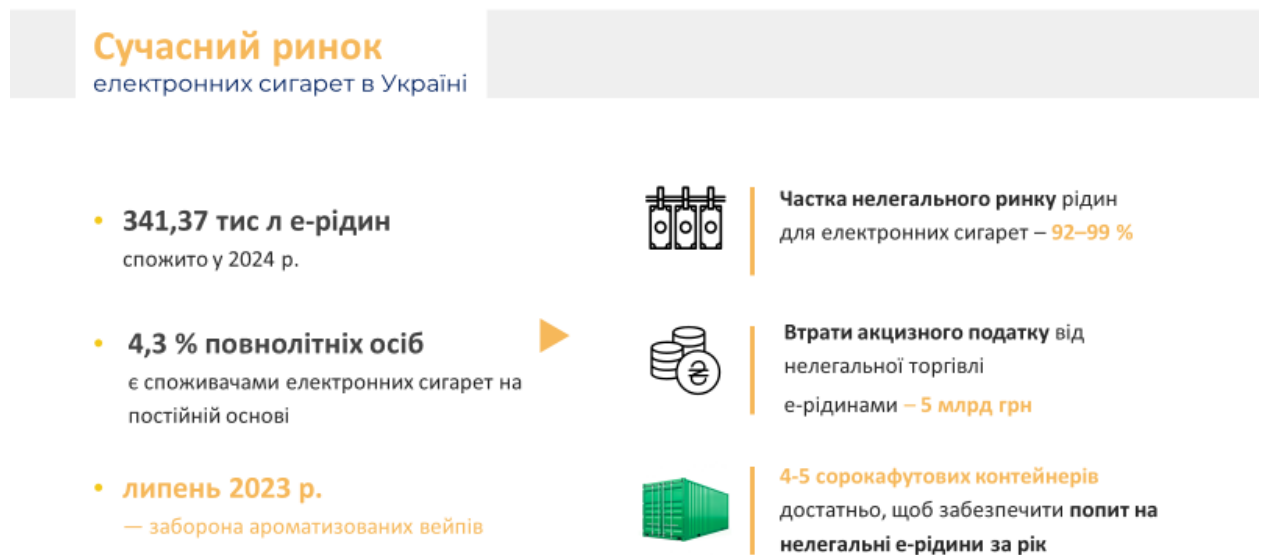 Сучасний ринок
електронних сигарет в Україні
• 341,37 тис л е-рідин
спожито у 2024 р.
• 4,3 % повнолітніх осіб
є споживачами електронних сигарет на
постійній основі
• липень 2023 р.
— заборона ароматизованих вейпів
Частка нелегального ринку рідин
для електронних сигарет – 92–99 %
Втрати акцизного податку від
нелегальної торгівлі
е-рідинами – 5 млрд грн
4-5 сорокафутових контейнерів
достатньо, щоб забезпечити попит на
нелегальні е-рідини за рік